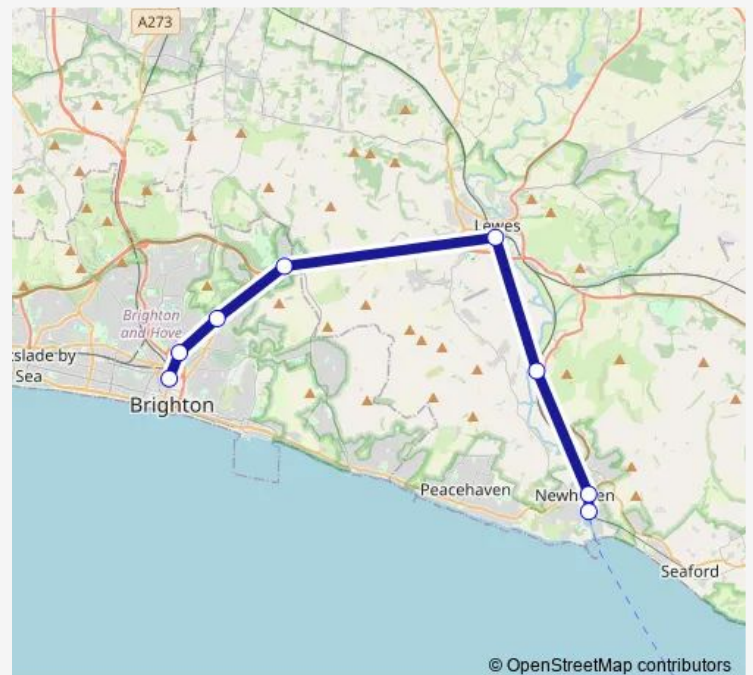 A273
Lewes
Brighton
and Hove
slade by
Sea
Brighton
Peacehaven
Newh en
Seaford
© OpenStreetMap contributors